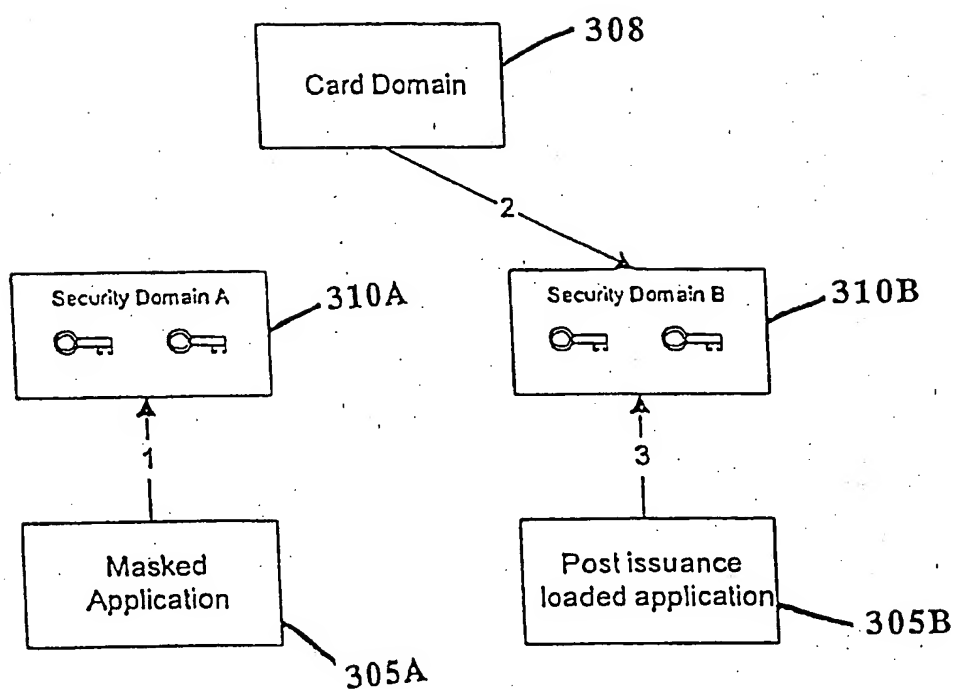 308
Card Domain
2
Security Domain A
310A
Security Domain B
310B
1
3
Masked
Application
305A
Post issuance
loaded application
305B